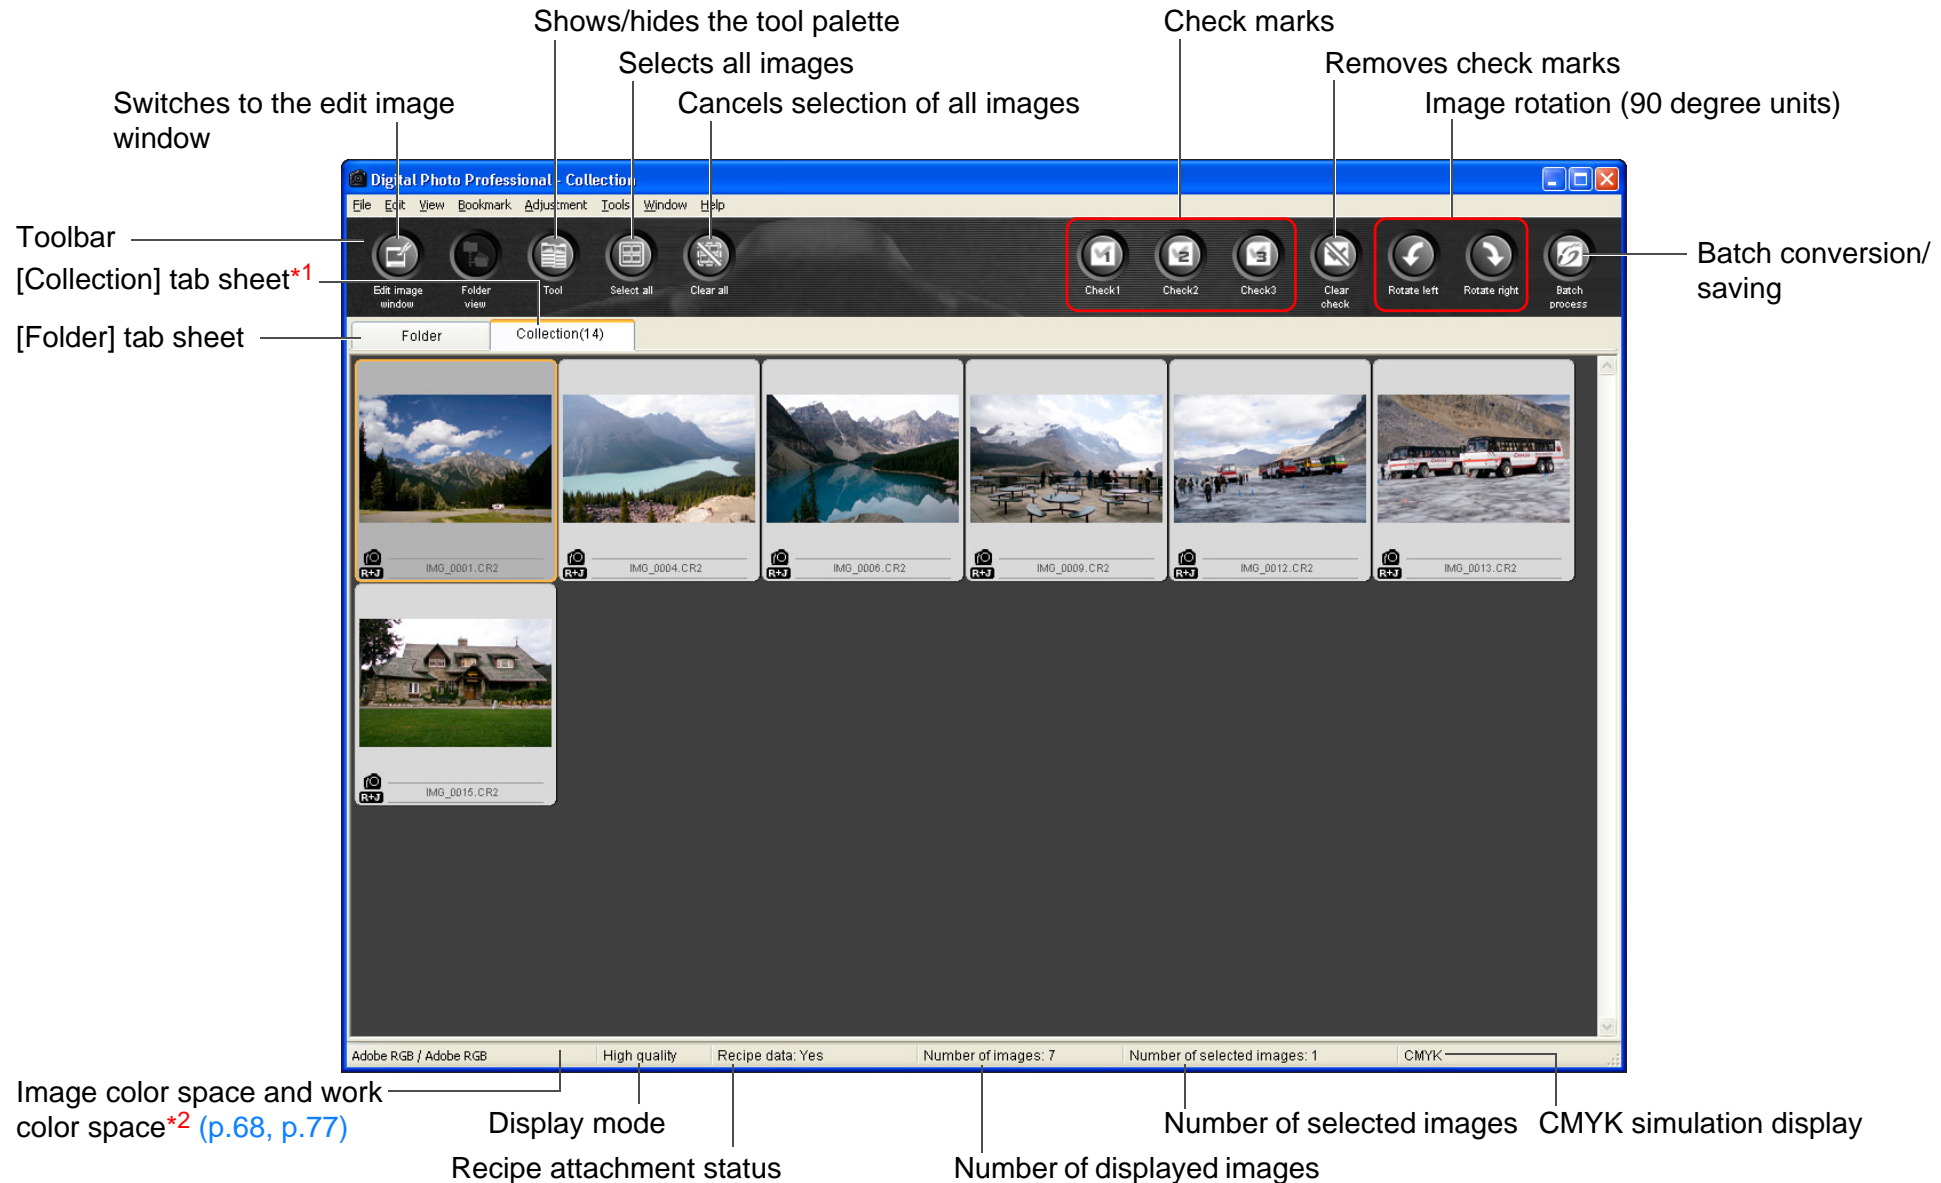 Shows/hides the tool palette
Check marks
Selects all images
Removes check marks
Switches to the edit image
window
Cancels selection of all images
Image rotation (90 degree units)
Digital Photo Professional - Collection
File Edit View Bookmark Adjustment Tools Window Help
Toolbar
[Collection] tab sheet*1
[Folder] tab sheet
Batch conversion/
saving
Edit image
window
Folder
view
Tool
Select all
Clear all
Check1
Check2
Check3
Clear
check
Rotate left
Rotate right
Batch
process
Folder
Collection(14)
R+J
IMG_0001.CR2
R+J
IMG_0004.CR2
R+J
IMG_0006.CR2
R+J
IMG_0009.CR2
R+J
IMG_0012.CR2
R+J
IMG_0013.CR2
R+J
IMG_0015.CR2
Adobe RGB / Adobe RGB
High quality
Recipe data: Yes
Number of images: 7
Number of selected images: 1
CMYK
Image color space and work
color space*2 (p.68, p.77)
Display mode
Number of selected images
CMYK simulation display
Recipe attachment status
Number of displayed images